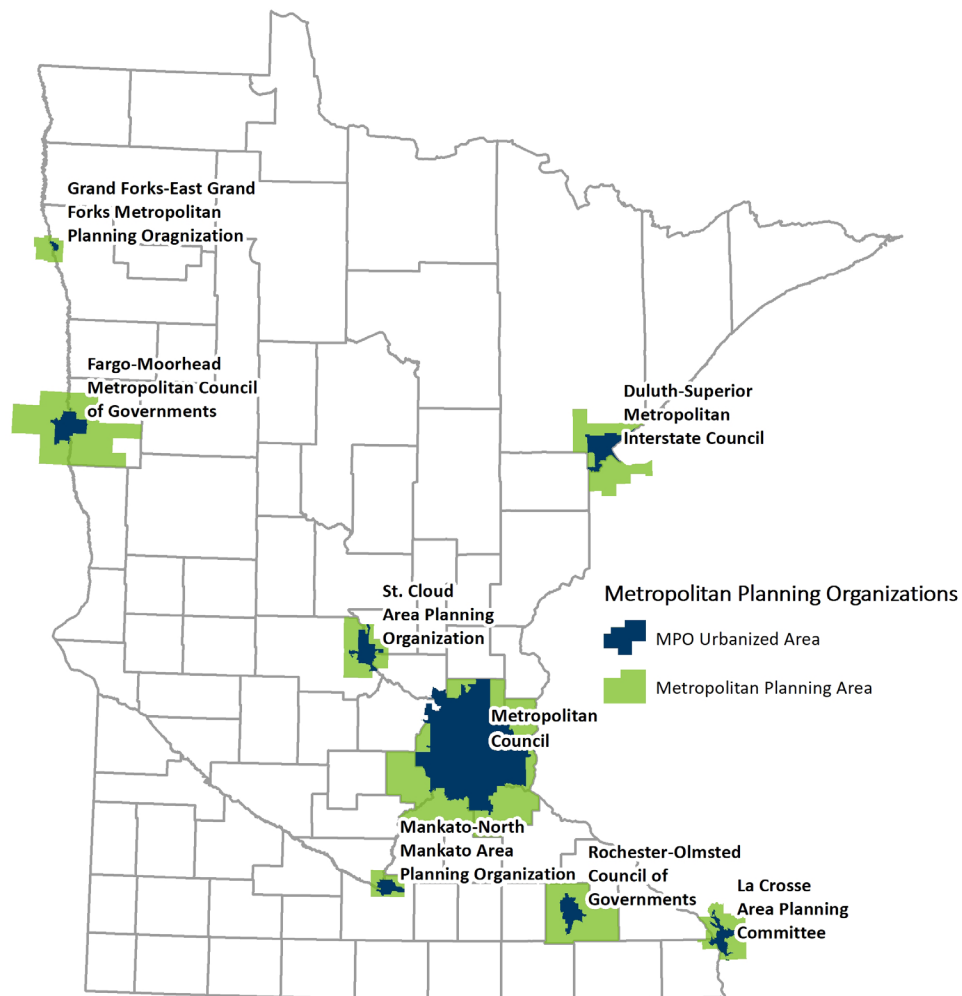 Grand Forks-East Grand
Forks Metropolitan
Planning Oragnization
Fargo-Moorhead
Metropolitan Council
of Governments
Duluth-Superior
Metropolitan
Interstate Council
St. Cloud
Area Planning
Organization
Metropolitan Planning Organizations
MPO Urbanized Area
Metropolitan Planning Area
Metropolitan
Council
Mankato-North
Mankato Area
Planning Organization
Rochester-Olmsted
Council of
Governments
La Crosse
Area Planning
Committee